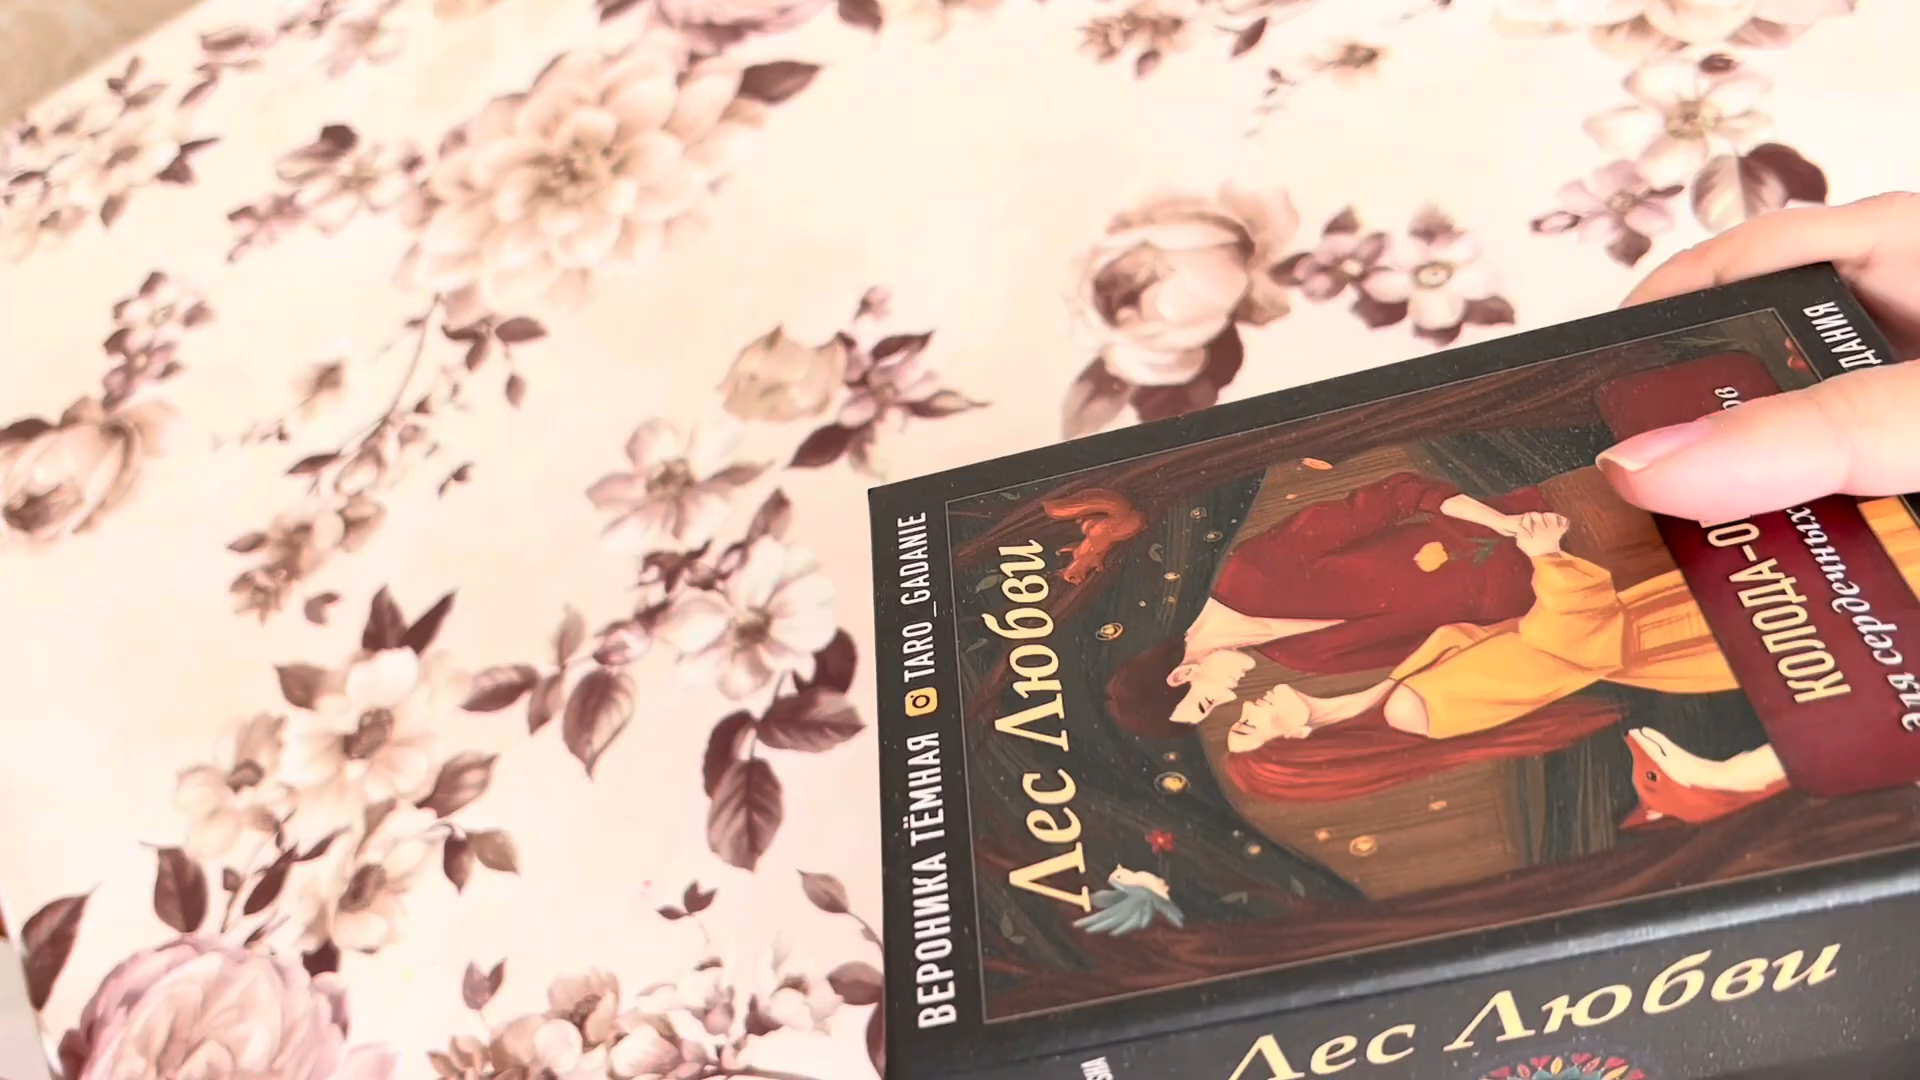 ВЕРОНИКА ТЁМНАЯ TARO_GADANIE
Лес Любви
КОЛОДА-О
для сердечных
ДАНИЯ
Лес Любви